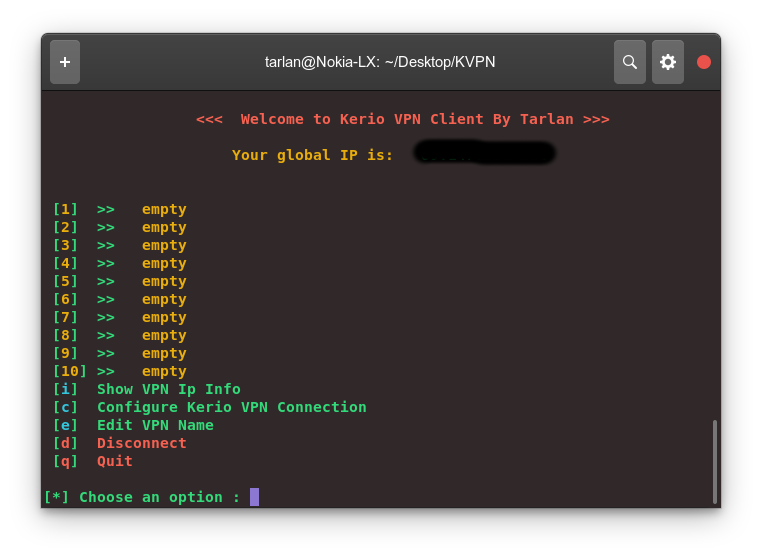 + tarlan@Nokia-LX: ~/Desktop/KVPN
<<< Welcome to Kerio VPN Client By Tarlan >>>
Your global IP is:
[1] >> empty
[2] >> empty
[3] >> empty
[4] >> empty
[5] >> empty
[6] >> empty
[7] >> empty
[8] >> empty
[9] >> empty
[10] >> empty
[i] Show VPN Ip Info
[c] Configure Kerio VPN Connection
[e] Edit VPN Name
[d] Disconnect
[q] Quit
[*] Choose an option :